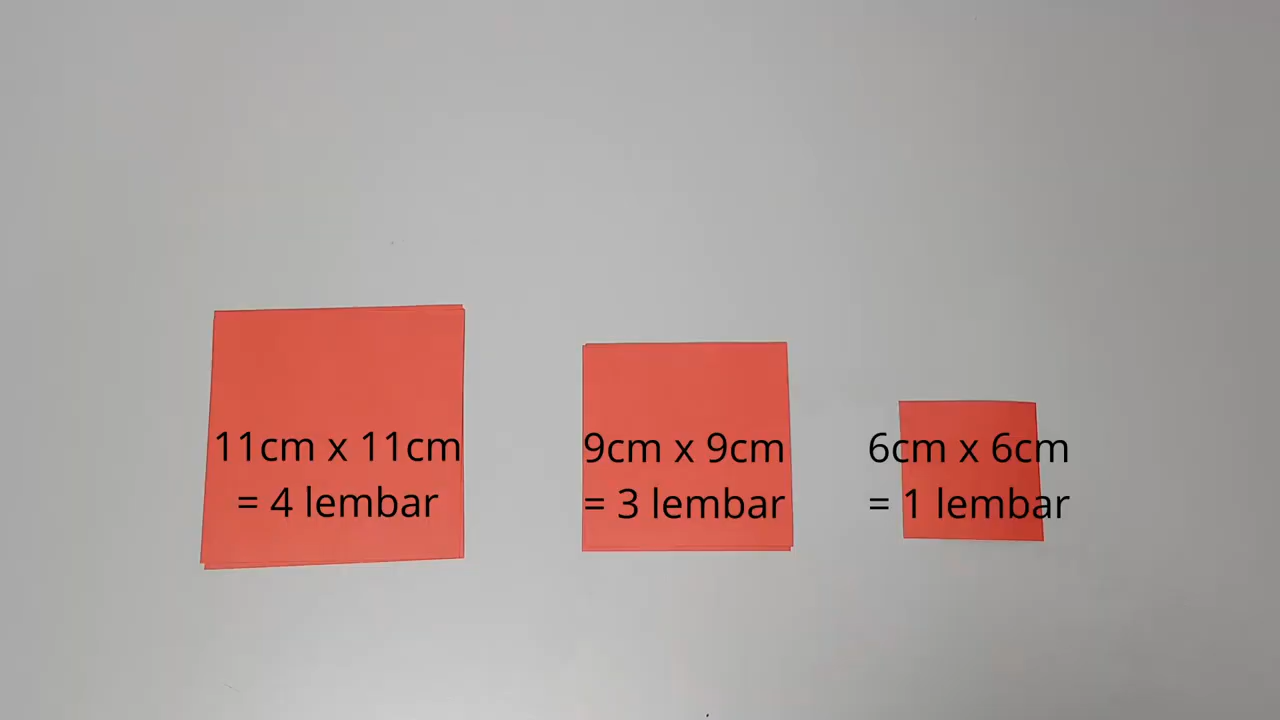 11cm x 11cm
= 4 lembar
9cm x 9cm
= 3 lembar
6cm x 6cm
= 1 lembar